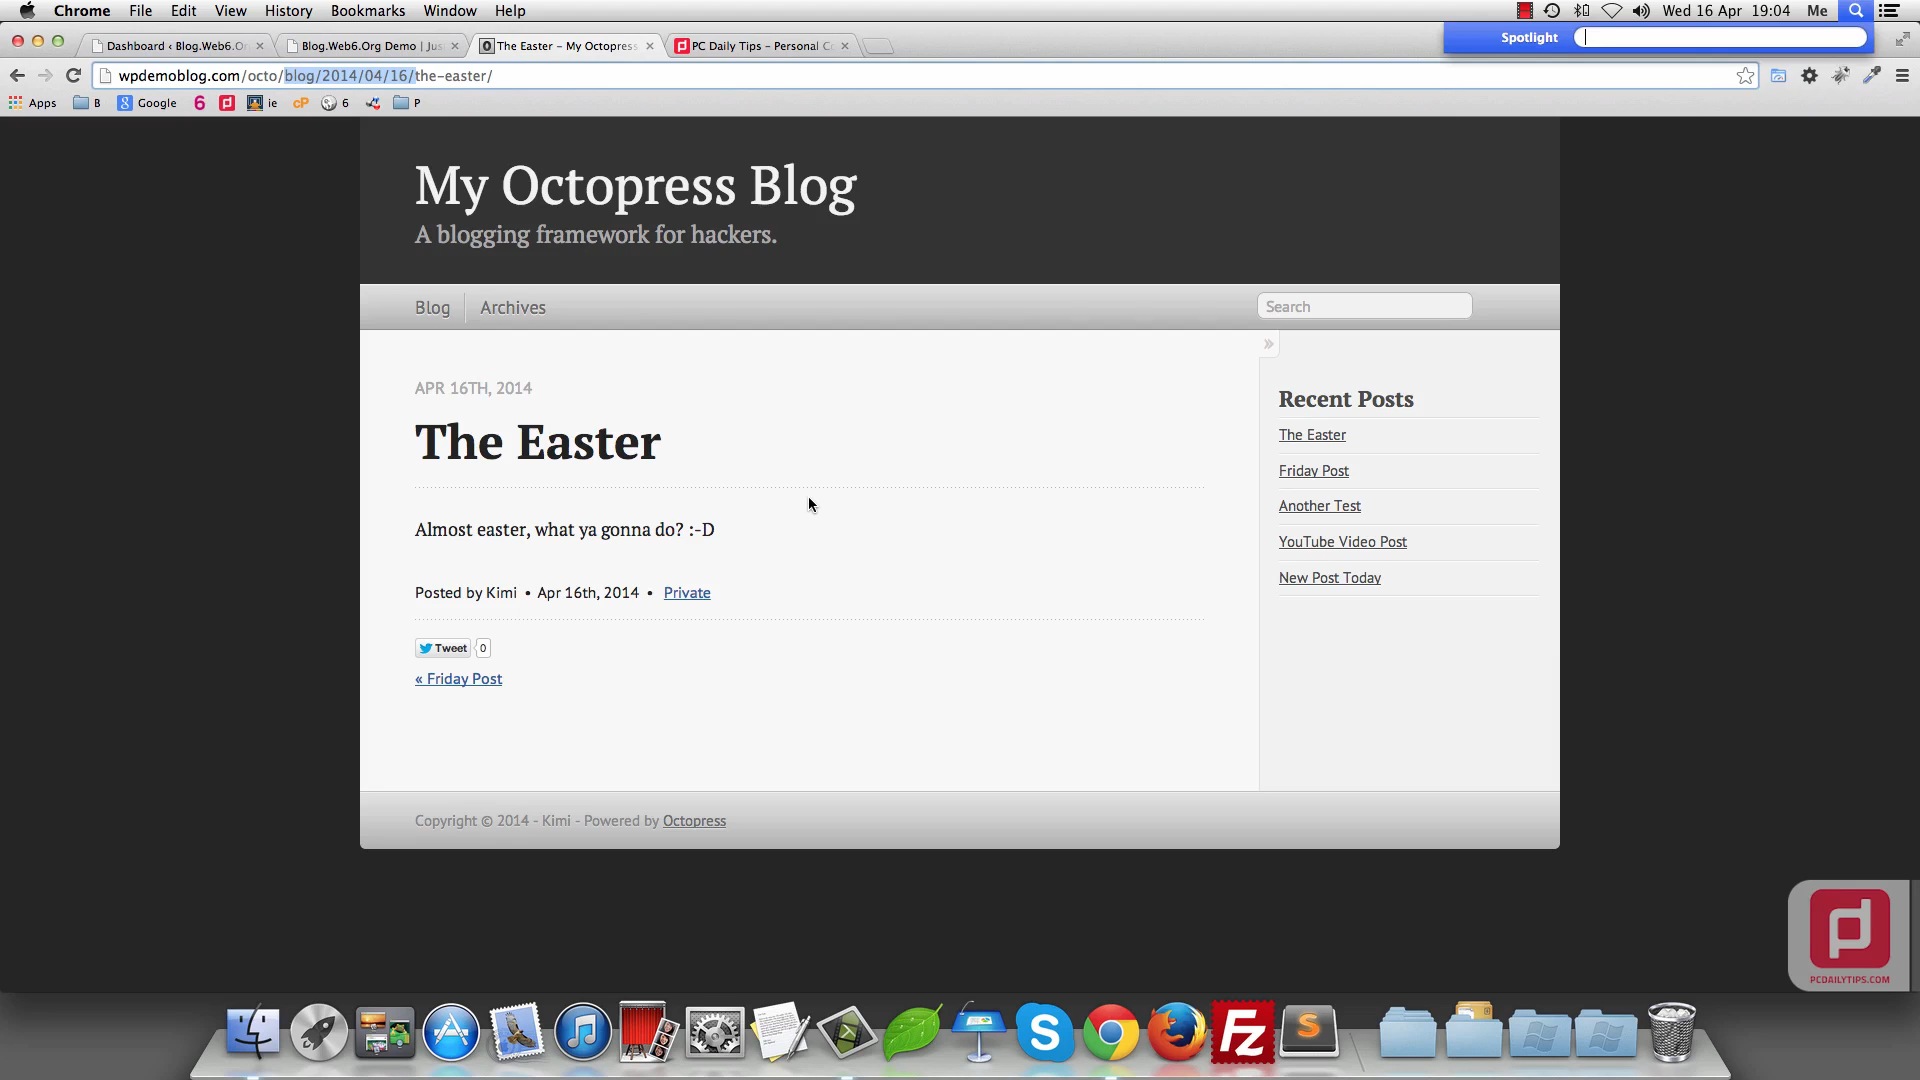 Chrome File Edit View History Bookmarks Window Help Wed 16 Apr 19:04 Me
Spotlight
Dashboard ‹ Blog.Web6.Or Blog.Web6.Org Demo | Jus The Easter – My Octopress PC Daily Tips – Personal C
wpdemoblog.com/octo/blog/2014/04/16/the-easter/
Apps B Google 6 ie cP 6 P
My Octopress Blog
A blogging framework for hackers.
Blog Archives Search
»
APR 16TH, 2014
The Easter
Almost easter, what ya gonna do? :-D
Posted by Kimi • Apr 16th, 2014 • Private
Tweet 0
« Friday Post
Recent Posts
The Easter
Friday Post
Another Test
YouTube Video Post
New Post Today
Copyright © 2014 - Kimi - Powered by Octopress
PCDAILYTIPS.COM